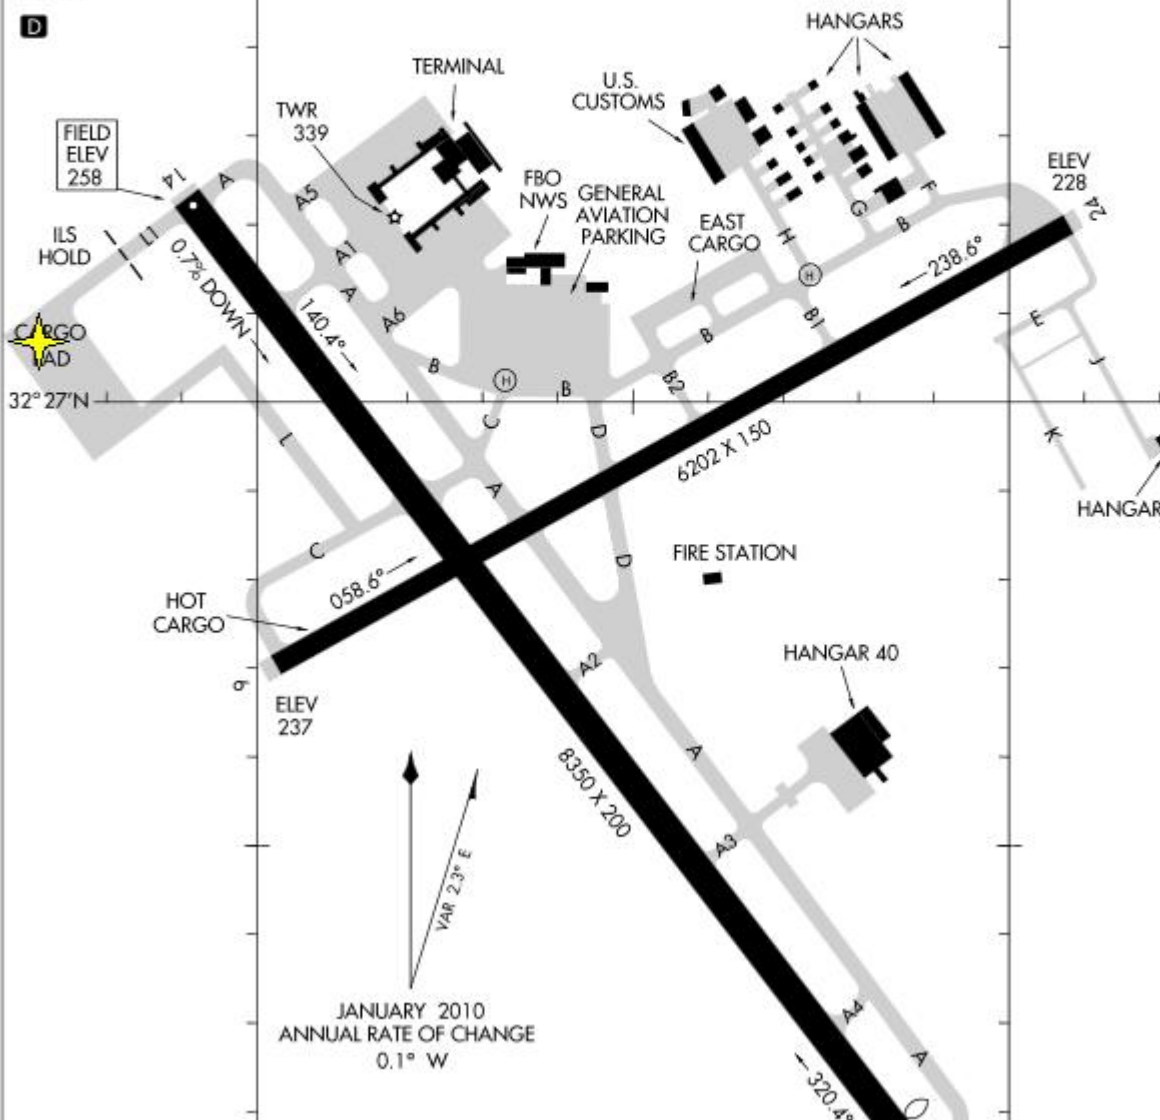 D
HANGARS
TERMINAL
U.S.
CUSTOMS
TWR
339
FIELD
ELEV
258
ELEV
228
14
A
A5
FBO
NWS
GENERAL
AVIATION
PARKING
F
24
ILS
HOLD
L1
EAST
CARGO
G
B
H
A1
238.6°
0.7% DOWN
H
A
140.4°
A6
B1
E
CARGO
PAD
B
J
B
B2
H
B
32° 27'N
C
D
K
L
6202 X 150
A
HANGAR
C
D
FIRE STATION
058.6°
HOT
CARGO
A2
HANGAR 40
6
ELEV
237
A
8350 X 200
A3
VAR 2.3° E
JANUARY 2010
ANNUAL RATE OF CHANGE
0.1° W
A4
A
320.4°